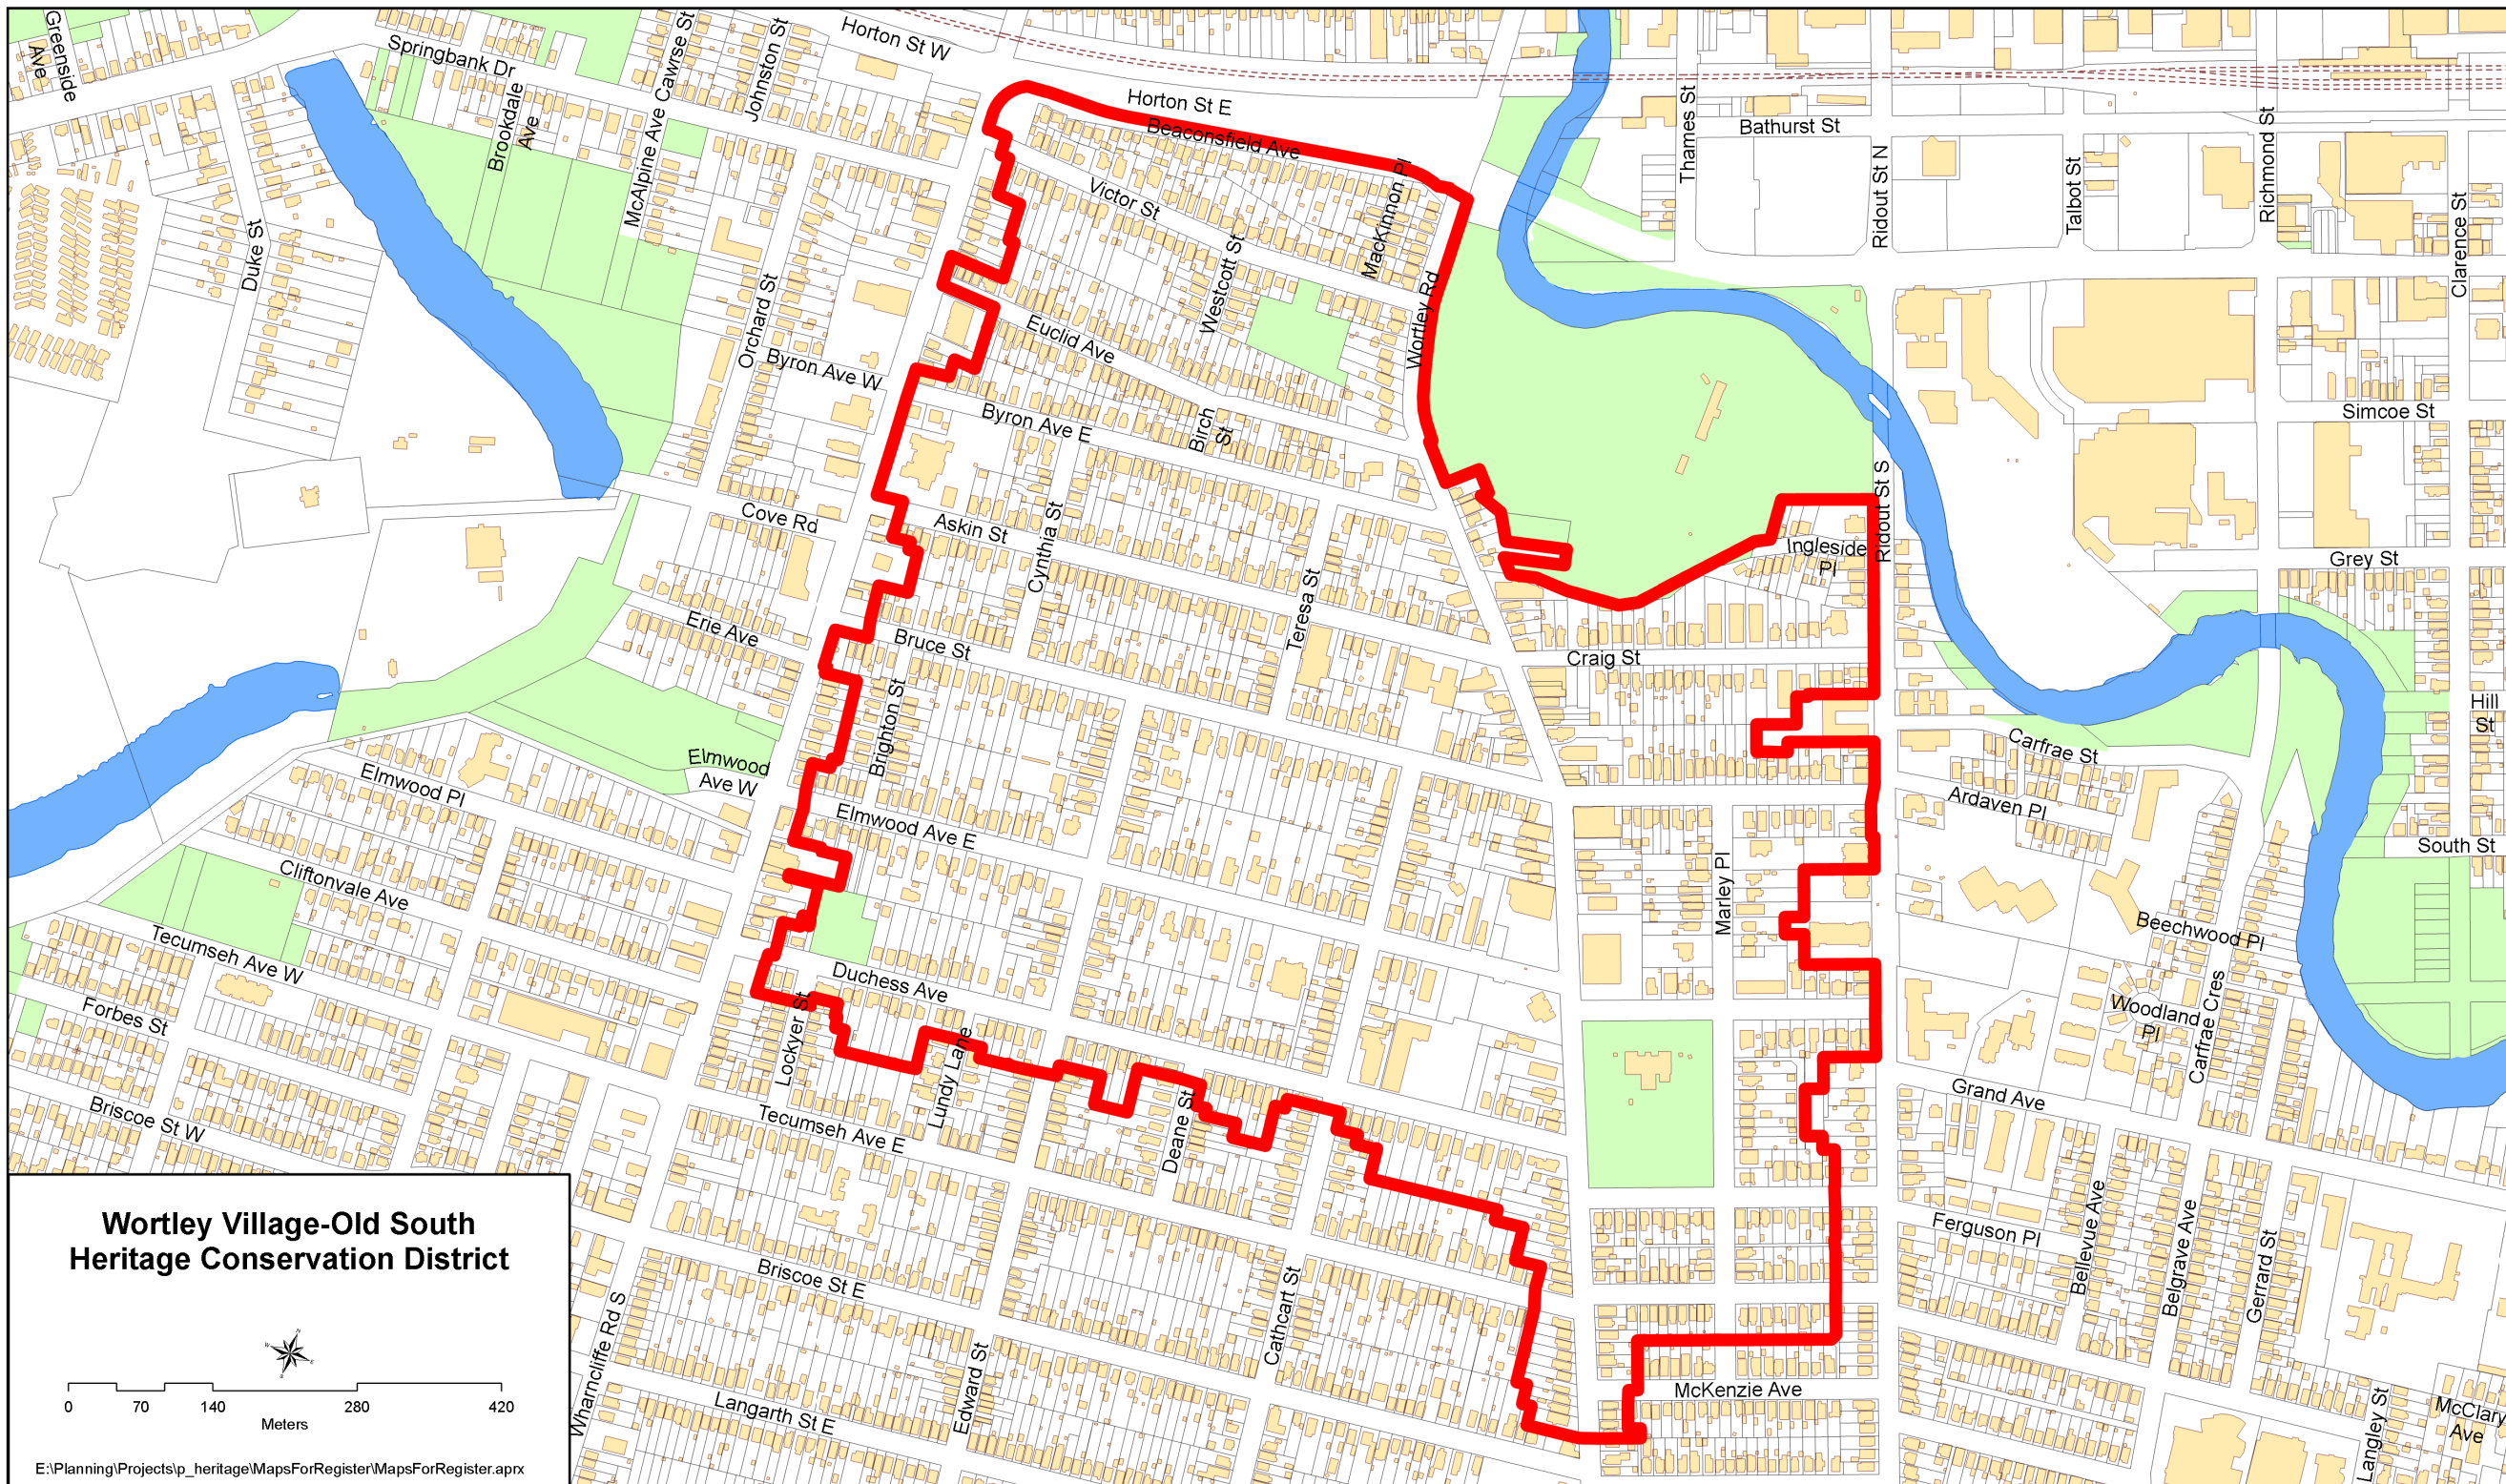 Greenside
Ave
Springbank Dr
Cawrse St
Johnston St
Horton St W
Horton St E
Beaconsfield Ave
Thames St
Bathurst St
Ridout St N
Talbot St
Richmond St
Clarence St
Brookdale
Ave
McAlpine Ave
Duke St
Victor St
MacKinnon Pl
Westcott St
Wortley Rd
Orchard St
Euclid Ave
Byron Ave W
Byron Ave E
Birch
St
Simcoe St
Cove Rd
Askin St
Cynthia St
Ridout St S
Ingleside
Pl
Grey St
Teresa St
Erie Ave
Bruce St
Craig St
Brighton St
Hill
St
Elmwood
Ave W
Elmwood Pl
Elmwood Ave E
Carfrae St
Ardaven Pl
South St
Cliftonvale Ave
Marley Pl
Beechwood Pl
Tecumseh Ave W
Duchess Ave
Forbes St
Lockyer St
Lundy Lane
Woodland
Pl
Carfrae Cres
Grand Ave
Briscoe St W
Tecumseh Ave E
Deane St
Ferguson Pl
Bellevue Ave
Belgrave Ave
Gerrard St
Wortley Village-Old South
Heritage Conservation District
Briscoe St E
Cathcart St
Wharncliffe Rd S
Edward St
Langarth St E
McKenzie Ave
Langley St
McClary
Ave
N
W
E
S
0 70 140 280 420
Meters
E:\Planning\Projects\p_heritage\MapsForRegister\MapsForRegister.aprx